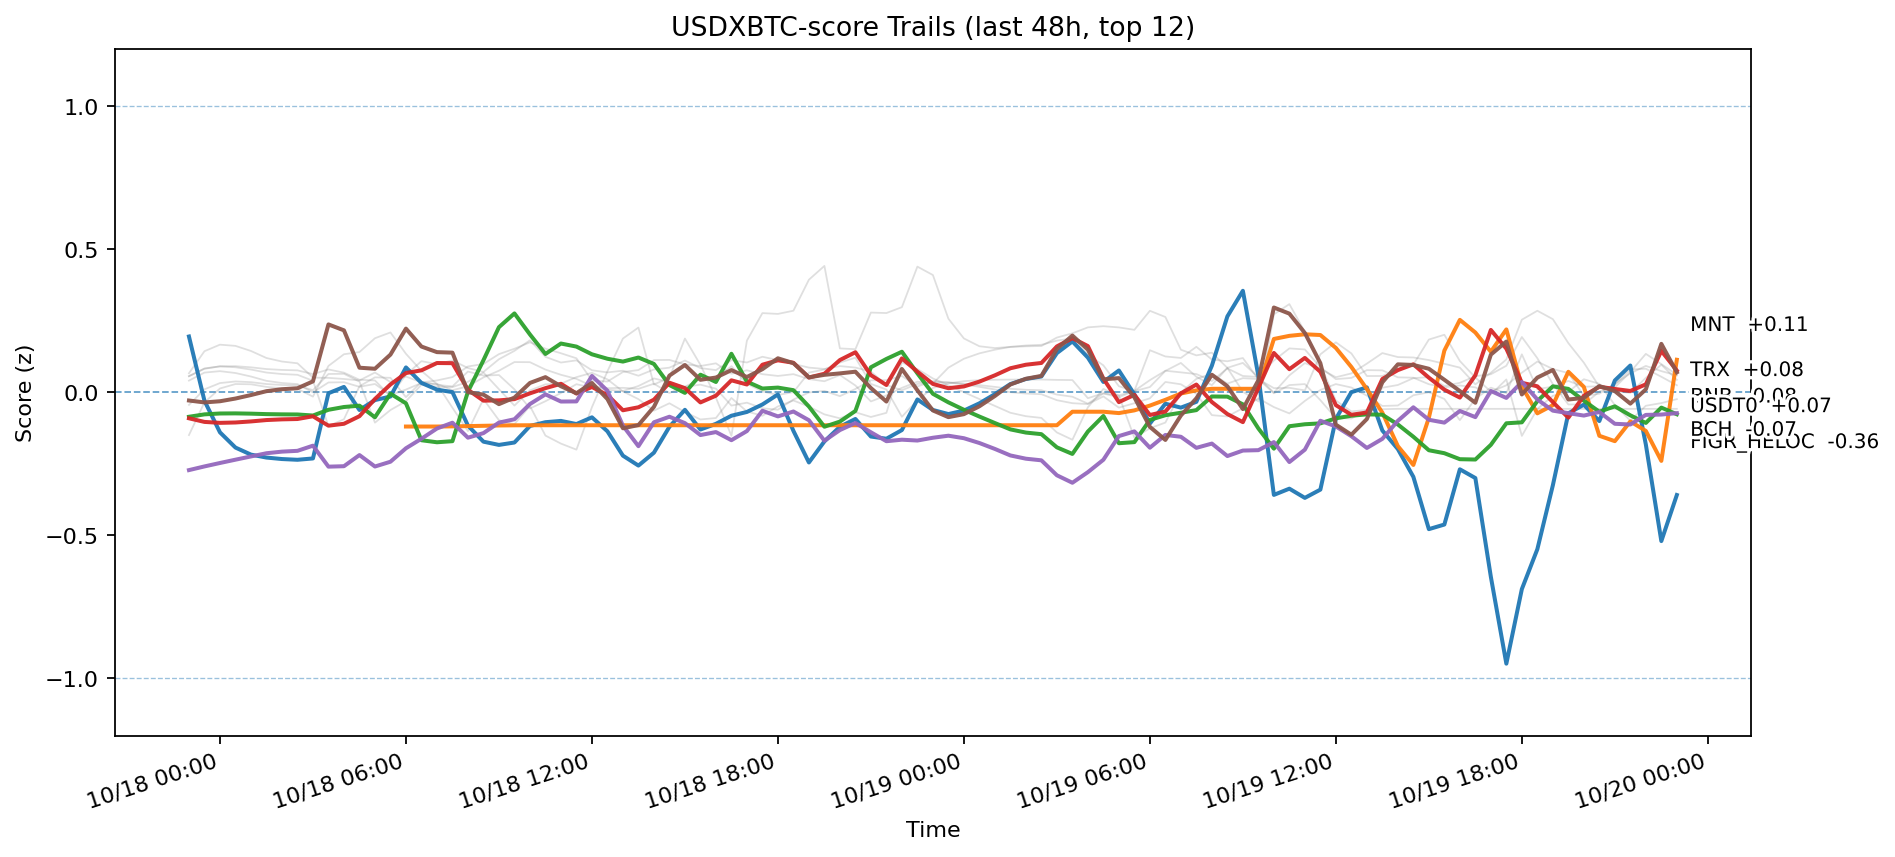 USDXBTC-score Trails (last 48h, top 12)
Score (z)
1.0
0.5
0.0
−0.5
−1.0
MNT +0.11
TRX +0.08
USDT0 +0.07
BCH
FIGR_HELOC -0.36
10/18 00:00
10/18 06:00
10/18 12:00
10/18 18:00
10/19 00:00
10/19 06:00
10/19 12:00
10/19 18:00
10/20 00:00
Time